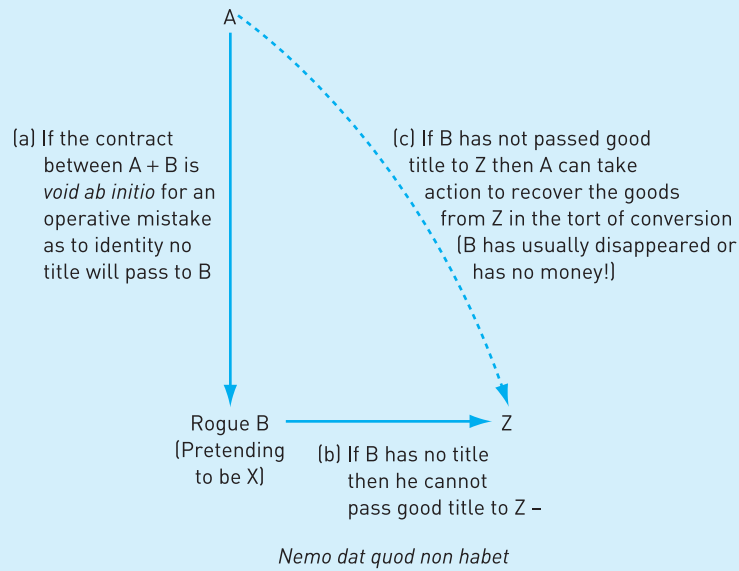 A
(a) If the contract
between A + B is
void ab initio for an
operative mistake
as to identity no
title will pass to B
(c) If B has not passed good
title to Z then A can take
action to recover the goods
from Z in the tort of conversion
(B has usually disappeared or
has no money!)
Rogue B
(Pretending
to be X)
Z
(b) If B has no title
then he cannot
pass good title to Z –
Nemo dat quod non habet